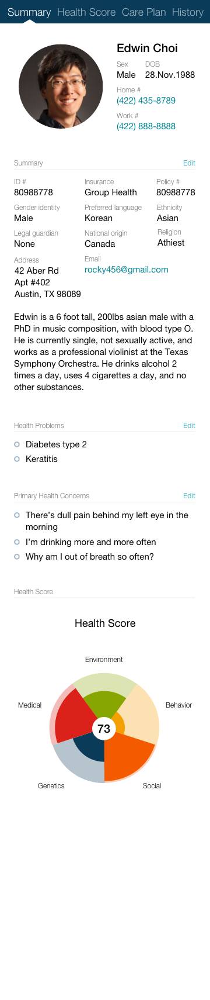 Summary Health Score Care Plan History
Edwin Choi
Sex DOB
Male 28.Nov.1988
Home #
(422) 435-8789
Work #
(422) 888-8888
Summary Edit
ID # Insurance Policy #
80988778 Group Health 80988778
Gender identity Preferred language Ethnicity
Male Korean Asian
Legal guardian National origin Religion
None Canada Athiest
Address Email
42 Aber Rd rocky456@gmail.com
Apt #402
Austin, TX 98089
Edwin is a 6 foot tall, 200lbs asian male with a
PhD in music composition, with blood type O.
He is currently single, not sexually active, and
works as a professional violinist at the Texas
Symphony Orchestra. He drinks alcohol 2
times a day, uses 4 cigarettes a day, and no
other substances.
Health Problems Edit
Diabetes type 2
Keratitis
Primary Health Concerns Edit
There's dull pain behind my left eye in the
morning
I'm drinking more and more often
Why am I out of breath so often?
Health Score
Health Score
Environment
Medical Behavior
73
Genetics Social